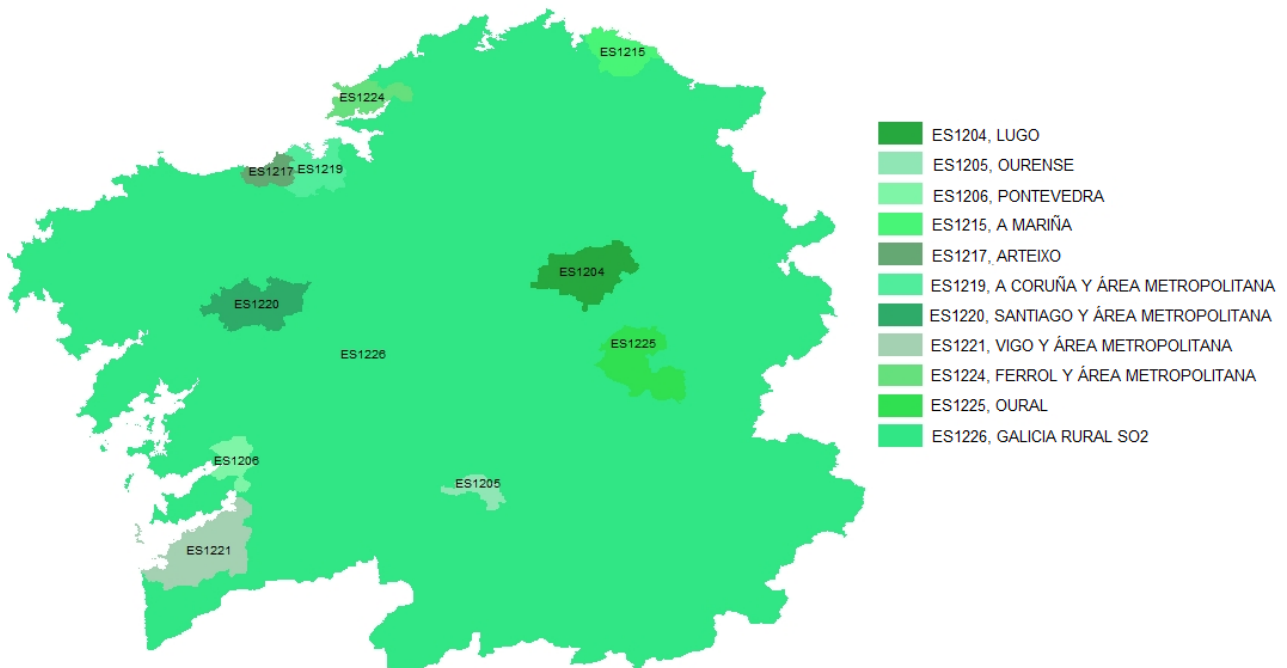 ES1215
ES1224
ES1217
ES1219
ES1204
ES1220
ES1225
ES1226
ES1206
ES1205
ES1221
ES1204, LUGO
ES1205, OURENSE
ES1206, PONTEVEDRA
ES1215, A MARIÑA
ES1217, ARTEIXO
ES1219, A CORUÑA Y ÁREA METROPOLITANA
ES1220, SANTIAGO Y ÁREA METROPOLITANA
ES1221, VIGO Y ÁREA METROPOLITANA
ES1224, FERROL Y ÁREA METROPOLITANA
ES1225, OURAL
ES1226, GALICIA RURAL SO2